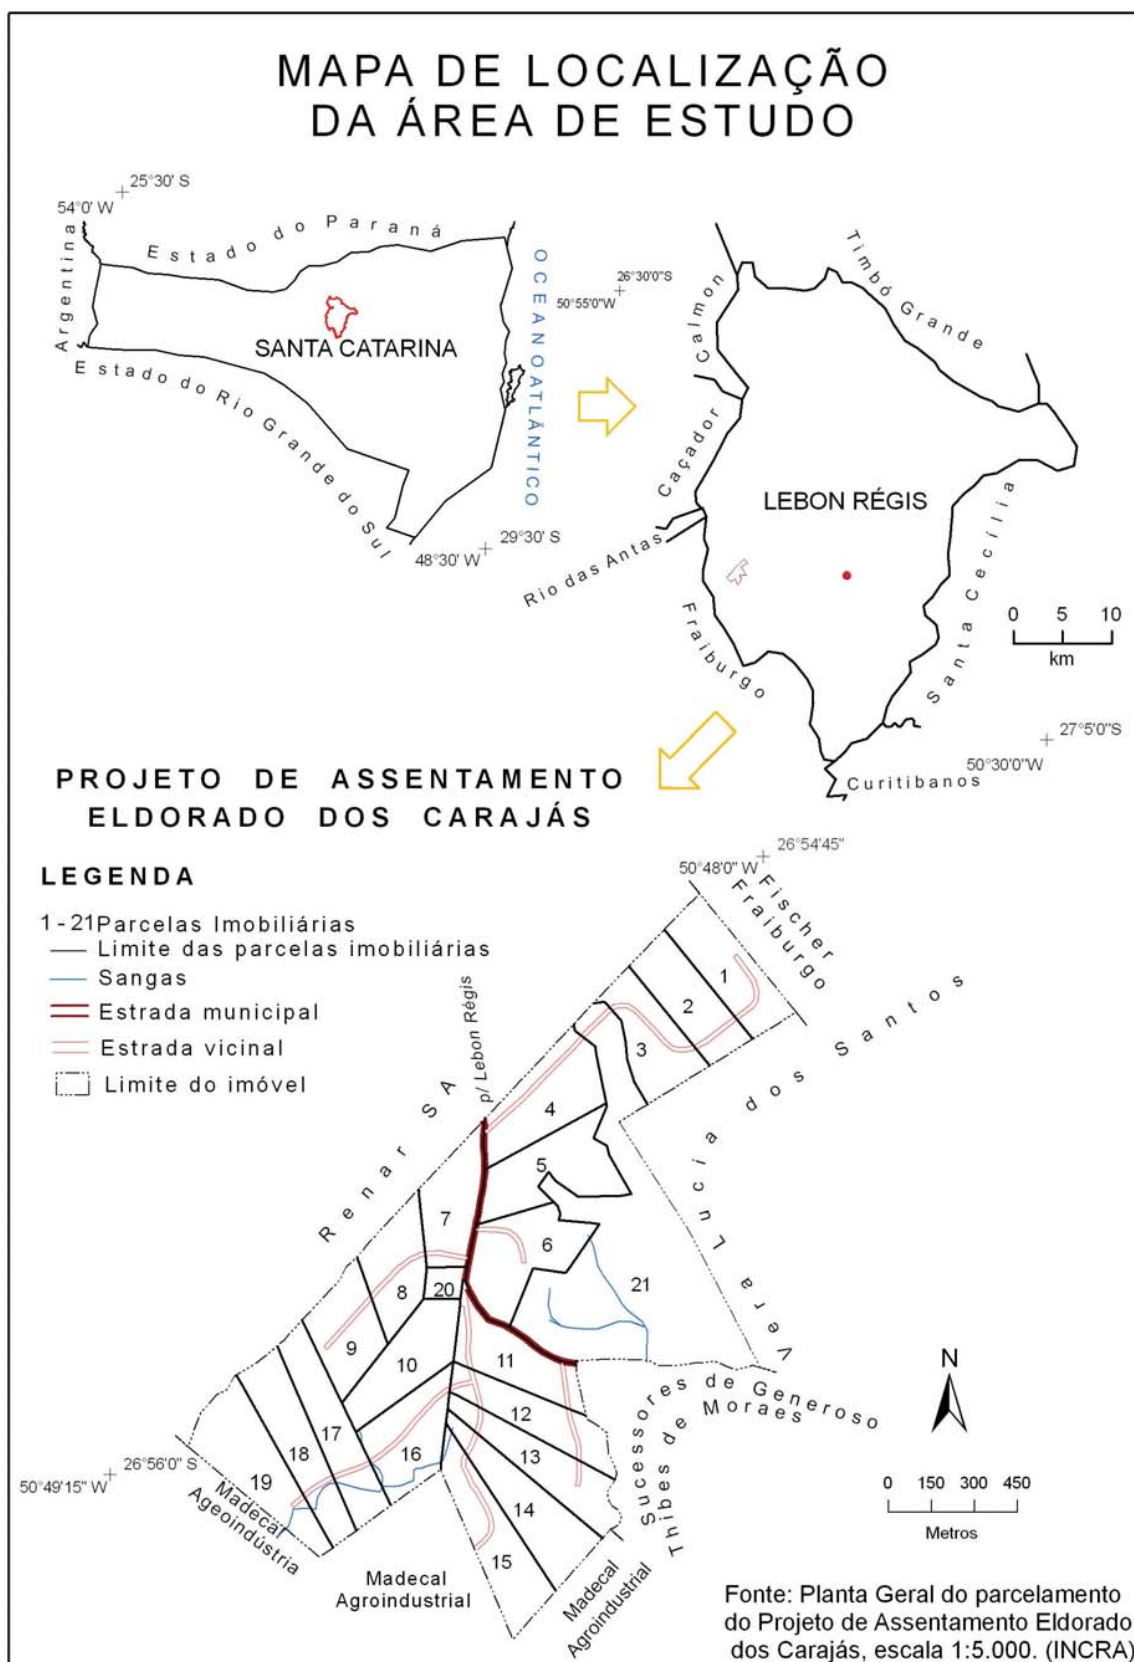 MAPA DE LOCALIZAÇÃO
DA ÁREA DE ESTUDO
25°30' S
54°0' W
Argentina
Estado do Paraná
OCEANO ATLÂNTICO
SANTA CATARINA
Estado do Rio Grande do Sul
48°30' W
29°30' S
26°30'0"S
50°55'0"W
Calmon
Timbó Grande
Caçador
LEBON RÉGIS
Rio das Antas
Santa Cecília
Fraiburgo
0 5 10
km
27°5'0"S
50°30'0"W
Curitibanos
PROJETO DE ASSENTAMENTO
ELDORADO DOS CARAJÁS
LEGENDA
1 - 21 Parcelas Imobiliárias
Limite das parcelas imobiliárias
Sangas
Estrada municipal
Estrada vicinal
Limite do imóvel
26°54'45"
50°48'0" W
Fischer
Fraiburgo
p/ Lebon Régis
Renar SA
Vera Lucia dos Santos
1
2
3
4
5
6
7
8
20
21
9
10
11
12
13
14
15
16
17
18
19
Sucessores de Generoso
Thibes de Moraes
N
0 150 300 450
Metros
26°56'0" S
50°49'15" W
Madecal
Ageoindústria
Madecal
Agroindustrial
Madecal
Agroindustrial
Fonte: Planta Geral do parcelamento
do Projeto de Assentamento Eldorado
dos Carajás, escala 1:5.000. (INCRA)